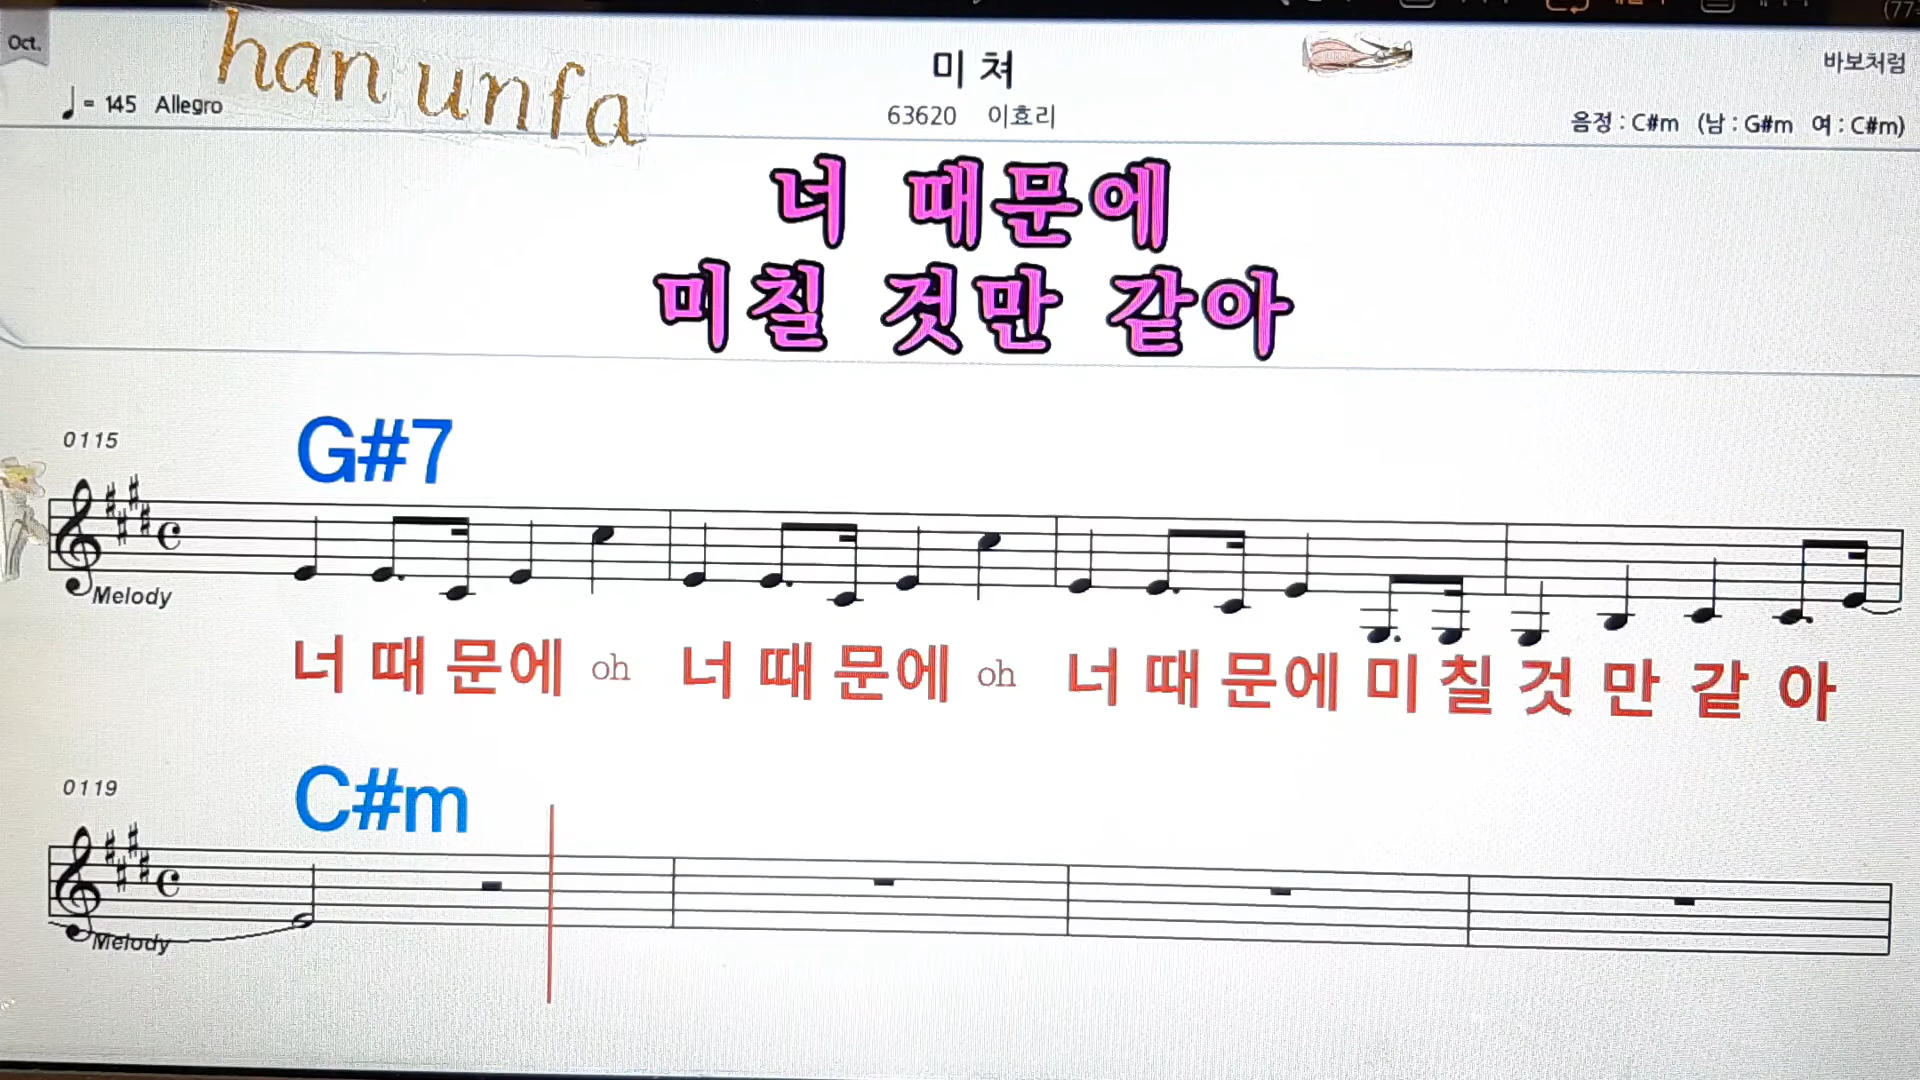 Oct.
han unfa
미쳐
바보처럼
♩= 145 Allegro
63620 이효리
음정 : C#m (남 : G#m 여 : C#m)
너 때문에
미칠 것만 같아
0115
G#7
Melody
너 때 문에 oh 너 때 문에 oh 너 때 문에 미 칠 것 만 같 아
0119
C#m
Melody